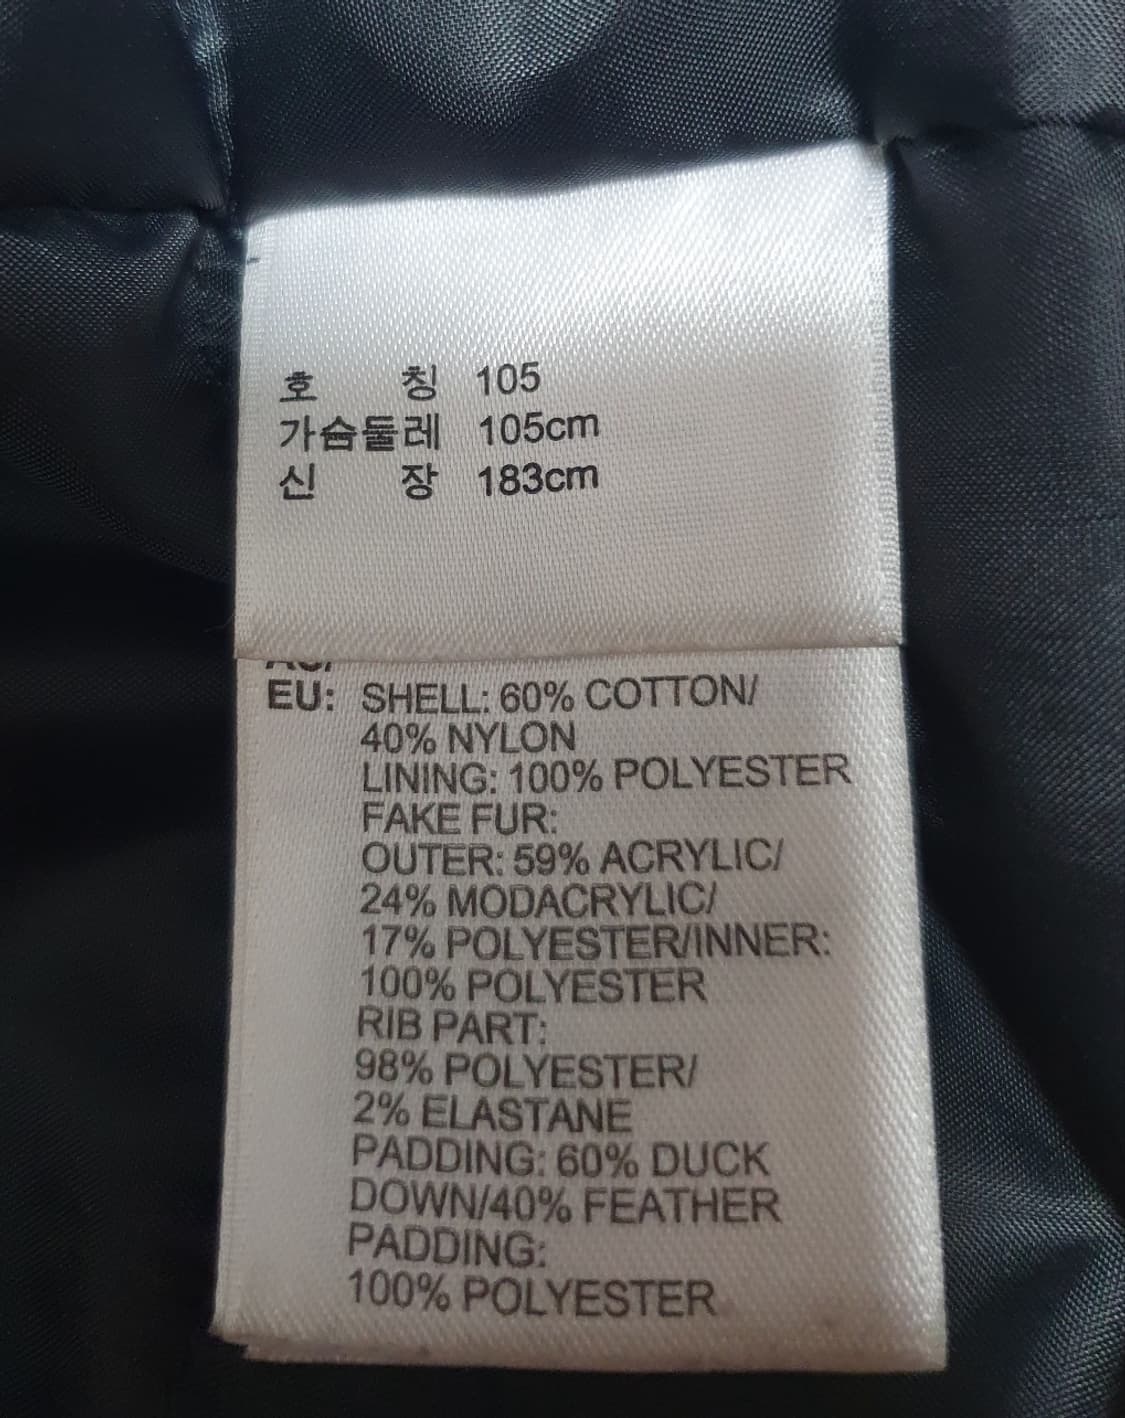 호 칭 105
가슴둘레 105cm
신 장 183cm
EU: SHELL: 60% COTTON/
40% NYLON
LINING: 100% POLYESTER
FAKE FUR:
OUTER: 59% ACRYLIC/
24% MODACRYLIC/
17% POLYESTER/INNER:
100% POLYESTER
RIB PART:
98% POLYESTER/
2% ELASTANE
PADDING: 60% DUCK
DOWN/40% FEATHER
PADDING:
100% POLYESTER